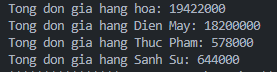 Tong don gia hang hoa: 19422000
Tong don gia hang Dien May: 18200000
Tong don gia hang Thuc Pham: 578000
Tong don gia hang Sanh Su: 644000